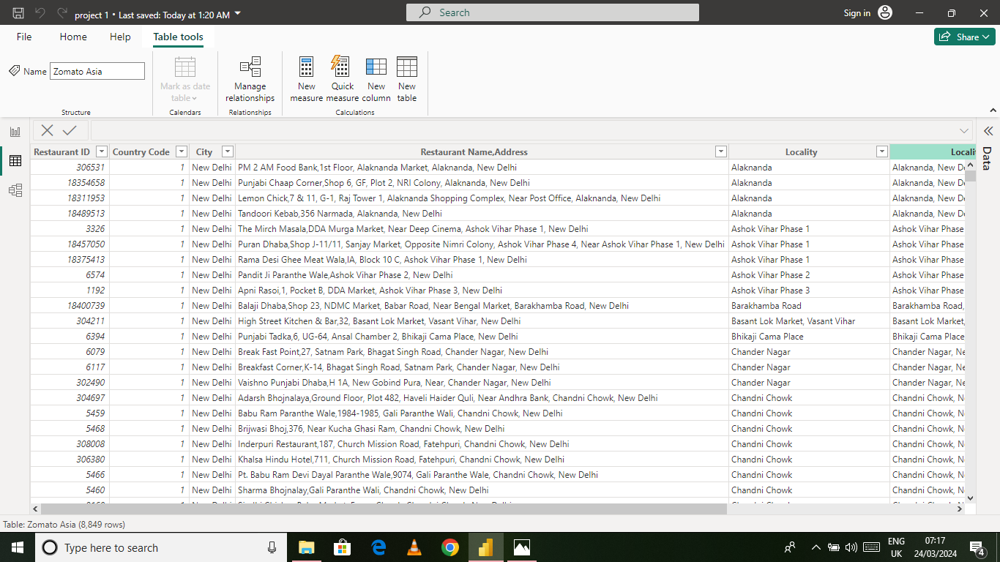 project 1 • Last saved: Today at 1:20 AM
Search
Sign in
File Home Help Table tools
Share
Name Zomato Asia
Mark as date table
Manage relationships
New measure
Quick measure
New column
New table
Structure Calendars Relationships Calculations
Restaurant ID Country Code City Restaurant Name,Address Locality Locali
306531 1 New Delhi PM 2 AM Food Bank,1st Floor, Alaknanda Market, Alaknanda, New Delhi Alaknanda Alaknanda, New De
18354658 1 New Delhi Punjabi Chaap Corner,Shop 6, GF, Plot 2, NRI Colony, Alaknanda, New Delhi Alaknanda Alaknanda, New De
18311953 1 New Delhi Lemon Chick,7 & 11, G-1, Raj Tower 1, Alaknanda Shopping Complex, Near Post Office, Alaknanda, New Delhi Alaknanda Alaknanda, New De
18489513 1 New Delhi Tandoori Kebab,356 Narmada, Alaknanda, New Delhi Alaknanda Alaknanda, New De
3326 1 New Delhi The Mirch Masala,DDA Murga Market, Near Deep Cinema, Ashok Vihar Phase 1, New Delhi Ashok Vihar Phase 1 Ashok Vihar Phase
18457050 1 New Delhi Puran Dhaba,Shop J-11/11, Sanjay Market, Opposite Nimri Colony, Ashok Vihar Phase 4, Near Ashok Vihar Phase 1, New Delhi Ashok Vihar Phase 1 Ashok Vihar Phase
18375413 1 New Delhi Rama Desi Ghee Meat Wala,IA, Block 10 C, Ashok Vihar Phase 1, New Delhi Ashok Vihar Phase 1 Ashok Vihar Phase
6574 1 New Delhi Pandit Ji Paranthe Wale,Ashok Vihar Phase 2, New Delhi Ashok Vihar Phase 2 Ashok Vihar Phase
1192 1 New Delhi Apni Rasoi,1, Pocket B, DDA Market, Ashok Vihar Phase 3, New Delhi Ashok Vihar Phase 3 Ashok Vihar Phase
18400739 1 New Delhi Balaji Dhaba,Shop 23, NDMC Market, Babar Road, Near Bengal Market, Barakhamba Road, New Delhi Barakhamba Road Barakhamba Road,
304211 1 New Delhi High Street Kitchen & Bar,32, Basant Lok Market, Vasant Vihar, New Delhi Basant Lok Market, Vasant Vihar Basant Lok Market,
6394 1 New Delhi Punjabi Tadka,6, UG-64, Ansal Chamber 2, Bhikaji Cama Place, New Delhi Bhikaji Cama Place Bhikaji Cama Place
6079 1 New Delhi Break Fast Point,27, Satnam Park, Bhagat Singh Road, Chander Nagar, New Delhi Chander Nagar Chander Nagar, Ne
6117 1 New Delhi Breakfast Corner,K-14, Bhagat Singh Road, Satnam Park, Chander Nagar, New Delhi Chander Nagar Chander Nagar, Ne
302490 1 New Delhi Vaishno Punjabi Dhaba,H 1A, New Gobind Pura, Near, Chander Nagar, New Delhi Chander Nagar Chander Nagar, Ne
304697 1 New Delhi Adarsh Bhojnalaya,Ground Floor, Plot 482, Haveli Haider Quli, Near Andhra Bank, Chandni Chowk, New Delhi Chandni Chowk Chandni Chowk, N
5459 1 New Delhi Babu Ram Paranthe Wale,1984-1985, Gali Paranthe Wali, Chandni Chowk, New Delhi Chandni Chowk Chandni Chowk, N
5468 1 New Delhi Brijwasi Bhoj,376, Near Kucha Ghasi Ram, Chandni Chowk, New Delhi Chandni Chowk Chandni Chowk, N
308008 1 New Delhi Inderpuri Restaurant,187, Church Mission Road, Fatehpuri, Chandni Chowk, New Delhi Chandni Chowk Chandni Chowk, N
306380 1 New Delhi Khalsa Hindu Hotel,711, Church Mission Road, Fatehpuri, Chandni Chowk, New Delhi Chandni Chowk Chandni Chowk, N
5466 1 New Delhi Pt. Babu Ram Devi Dayal Paranthe Wale,9074, Gali Paranthe Wale, Chandni Chowk, New Delhi Chandni Chowk Chandni Chowk, N
5460 1 New Delhi Sharma Bhojnalay,Gali Paranthe Wali, Chandni Chowk, New Delhi Chandni Chowk Chandni Chowk, N
Data
Table: Zomato Asia (8,849 rows)
Type here to search
ENG
UK
07:17
24/03/2024
4